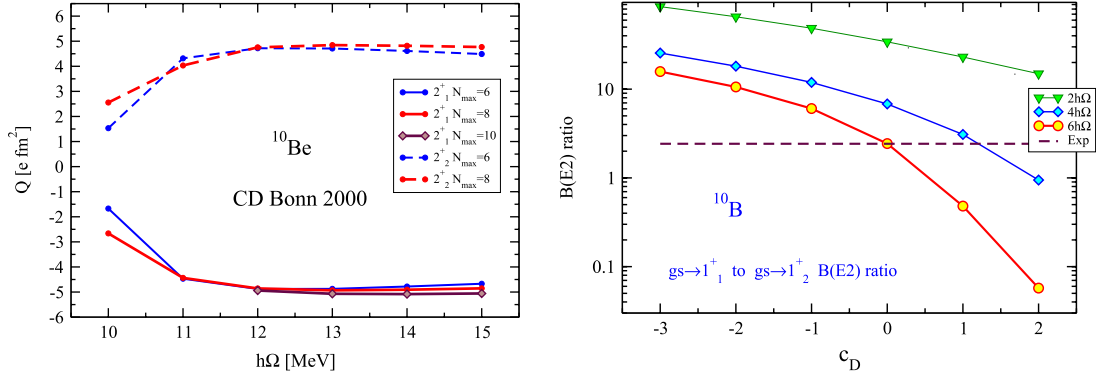 6
5
4
3
2
1
0
-1
-2
-3
-4
-5
-6
Q [e fm²]
10 11 12 13 14 15
hΩ [MeV]
¹⁰Be
CD Bonn 2000
2⁺₁ Nmax=6
2⁺₁ Nmax=8
2⁺₁ Nmax=10
2⁺₂ Nmax=6
2⁺₂ Nmax=8
10
1
0.1
B(E2) ratio
-3 -2 -1 0 1 2
c_D
2hΩ
4hΩ
6hΩ
Exp
¹⁰B
gs→1⁺₁ to gs→1⁺₂ B(E2) ratio